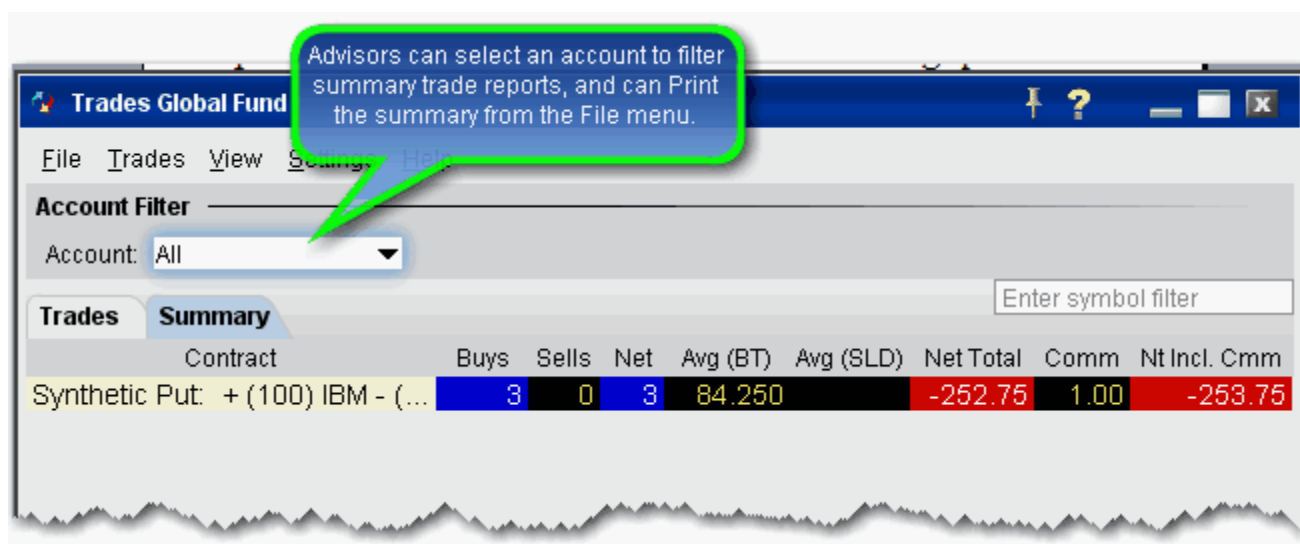 Advisors can select an account to filter
summary trade reports, and can Print
the summary from the File menu.
Trades Global Fund
File Trades View Settings Help
Account Filter
Account: All
Enter symbol filter
Trades Summary
Contract Buys Sells Net Avg (BT) Avg (SLD) Net Total Comm Nt Incl. Cmm
Synthetic Put: + (100) IBM - (... 3 0 3 84.250 -252.75 1.00 -253.75